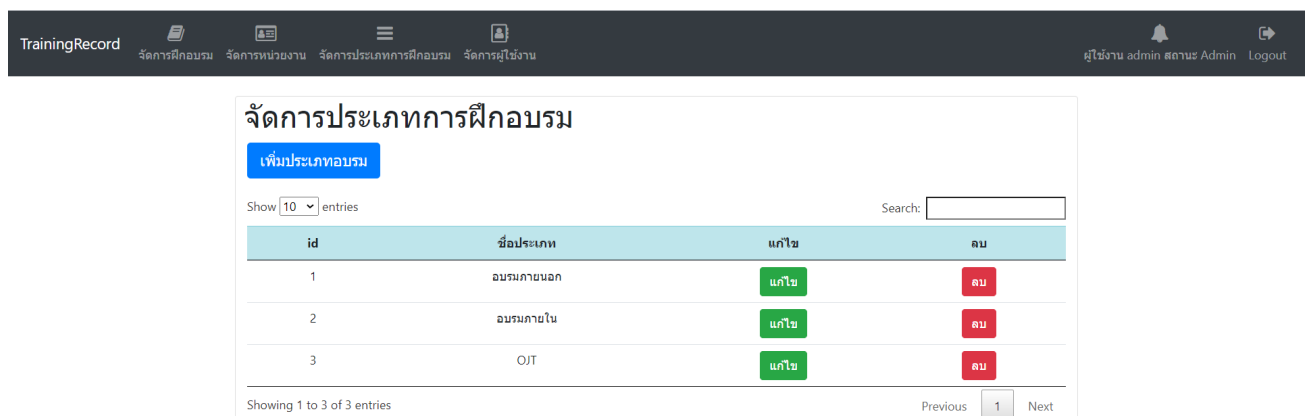 TrainingRecord จัดการฝึกอบรม จัดการหน่วยงาน จัดการประเภทการฝึกอบรม จัดการผู้ใช้งาน ผู้ใช้งาน admin สถานะ Admin Logout
จัดการประเภทการฝึกอบรม
เพิ่มประเภทอบรม
Show 10 entries Search:
id ชื่อประเภท แก้ไข ลบ
1 อบรมภายนอก แก้ไข ลบ
2 อบรมภายใน แก้ไข ลบ
3 OJT แก้ไข ลบ
Showing 1 to 3 of 3 entries Previous 1 Next